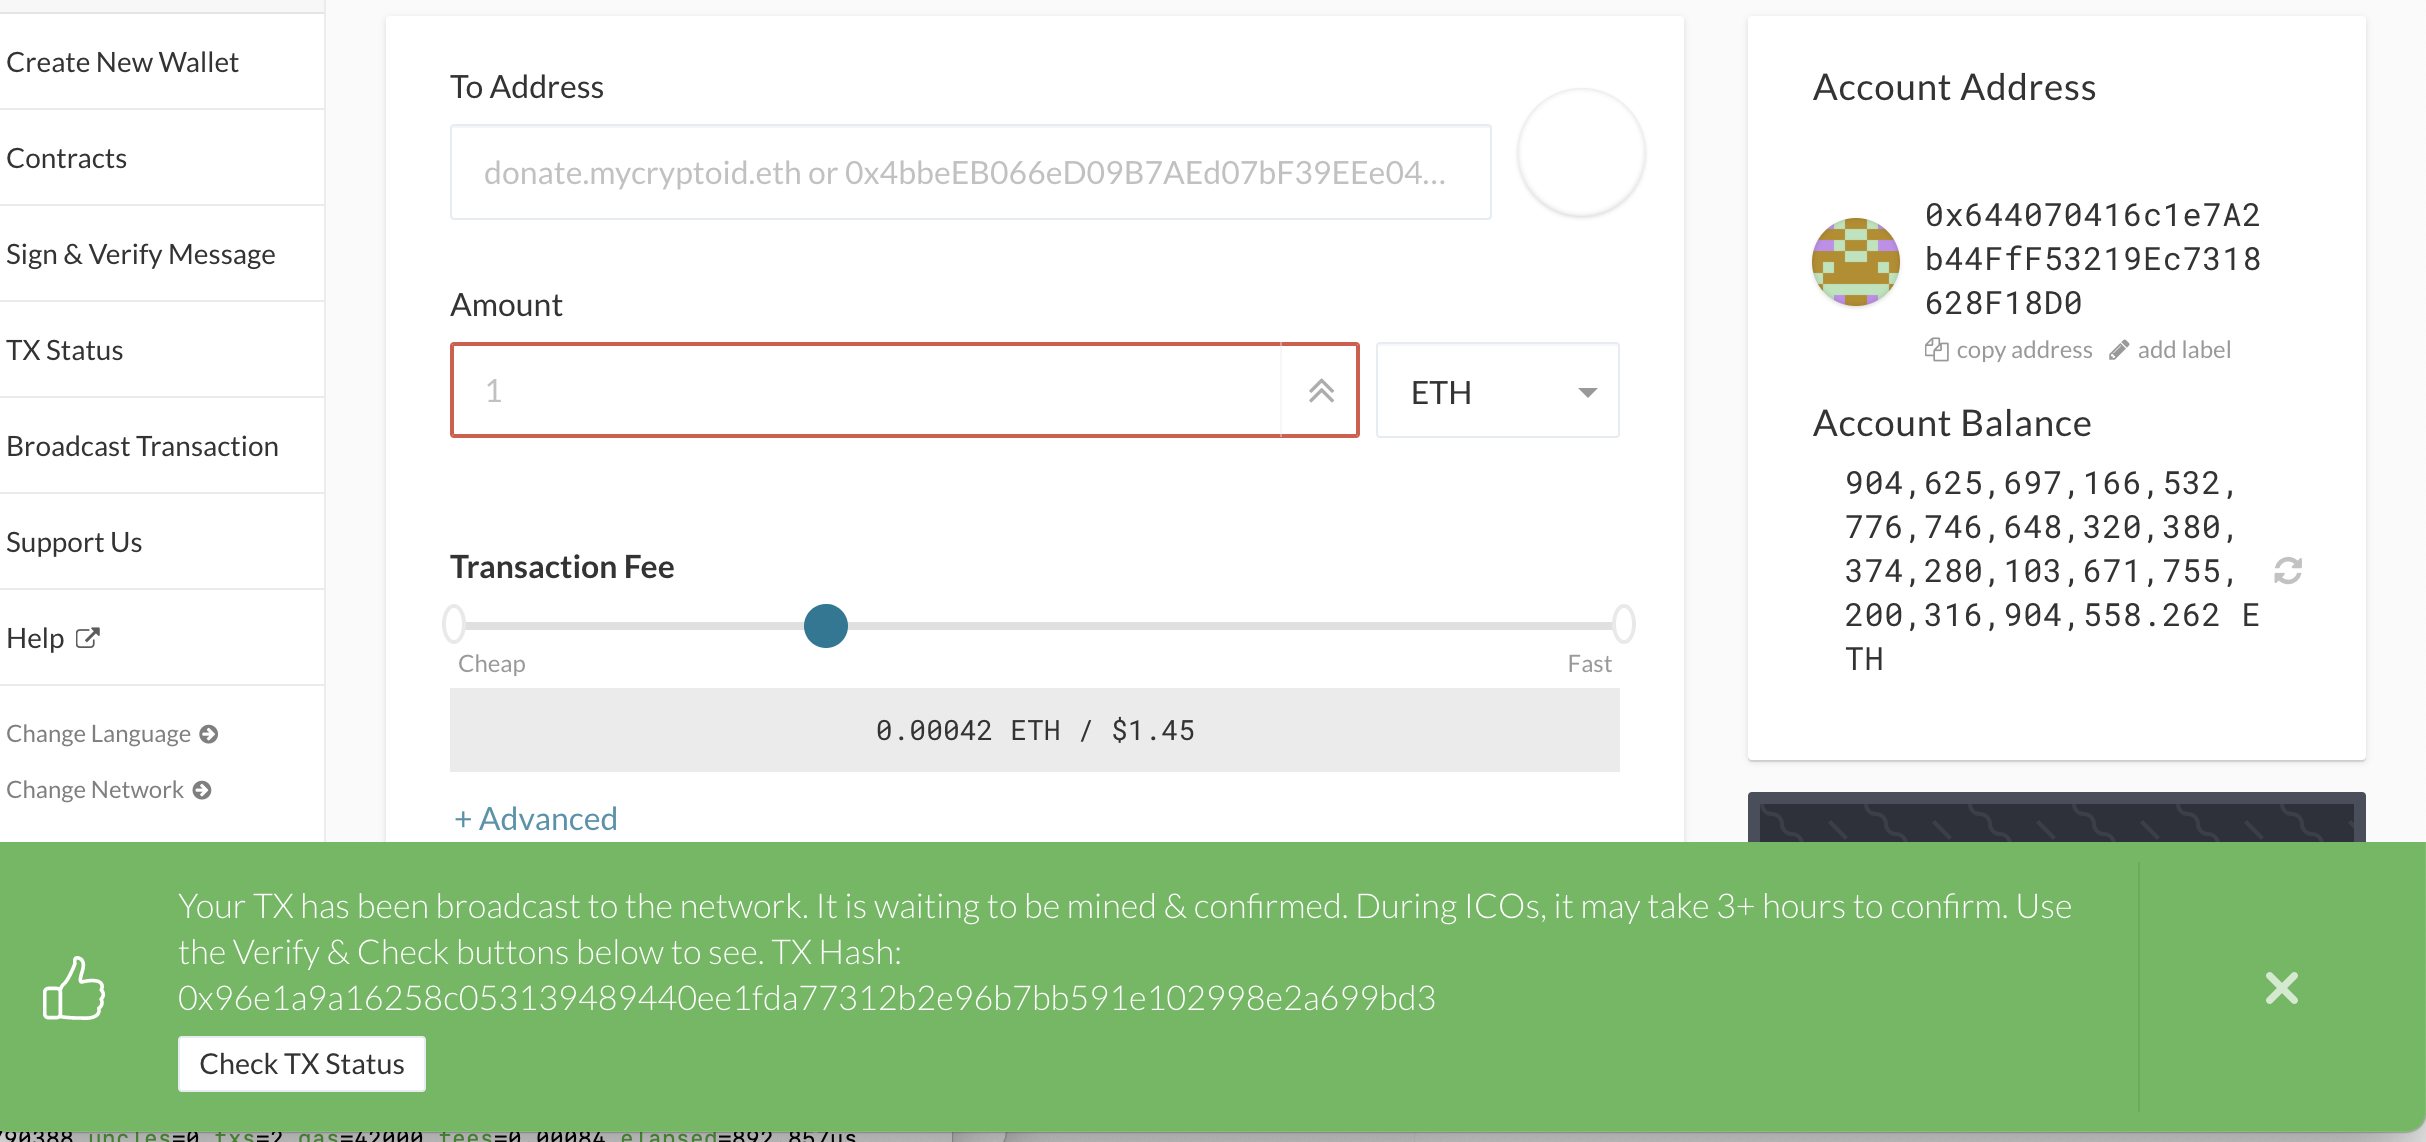 Create New Wallet
Contracts
Sign & Verify Message
TX Status
Broadcast Transaction
Support Us
Help
Change Language
Change Network
To Address
donate.mycryptoid.eth or 0x4bbeEB066eD09B7AEd07bF39EEe04...
Amount
1
ETH
Transaction Fee
Cheap
Fast
0.00042 ETH / $1.45
+ Advanced
Account Address
0x644070416c1e7A2
b44FfF53219Ec7318
628F18D0
copy address
add label
Account Balance
904,625,697,166,532,
776,746,648,320,380,
374,280,103,671,755,
200,316,904,558.262 E
TH
Your TX has been broadcast to the network. It is waiting to be mined & confirmed. During ICOs, it may take 3+ hours to confirm. Use
the Verify & Check buttons below to see. TX Hash:
0x96e1a9a16258c053139489440ee1fda77312b2e96b7bb591e102998e2a699bd3
Check TX Status
790388 uncles=0 txs=2 gas=42000 fees=0.00084 elapsed=892.857µs